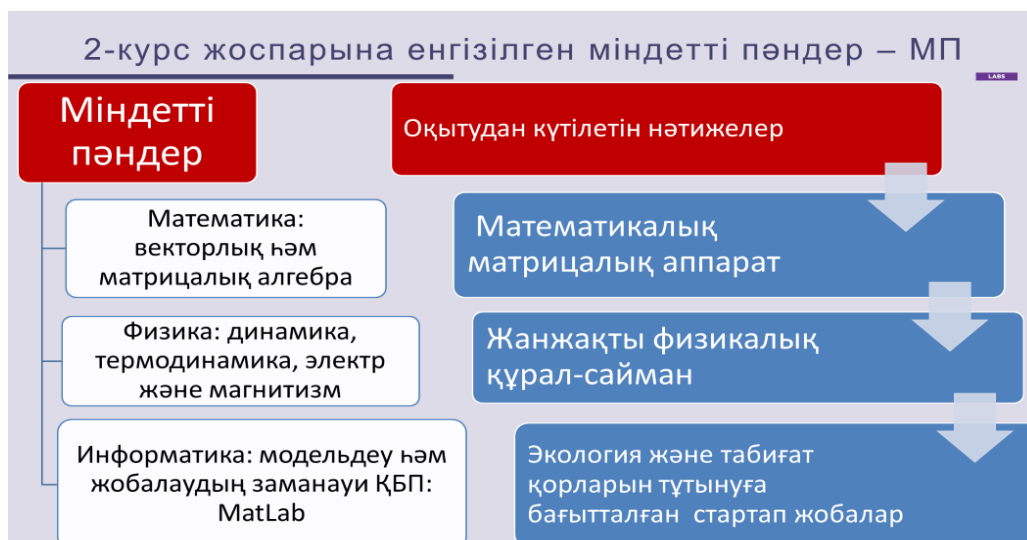 2-курс жоспарына енгізілген міндетті пәндер – МП
LABS
Міндетті
пәндер
Математика:
векторлық һәм
матрицалық алгебра
Физика: динамика,
термодинамика, электр
және магнитизм
Информатика: модельдеу һәм
жобалаудың заманауи ҚБП:
MatLab
Оқытудан күтілетін нәтижелер
Математикалық
матрицалық аппарат
Жанжақты физикалық
құрал-сайман
Экология және табиғат
қорларын тұтынуға
бағытталған стартап жобалар